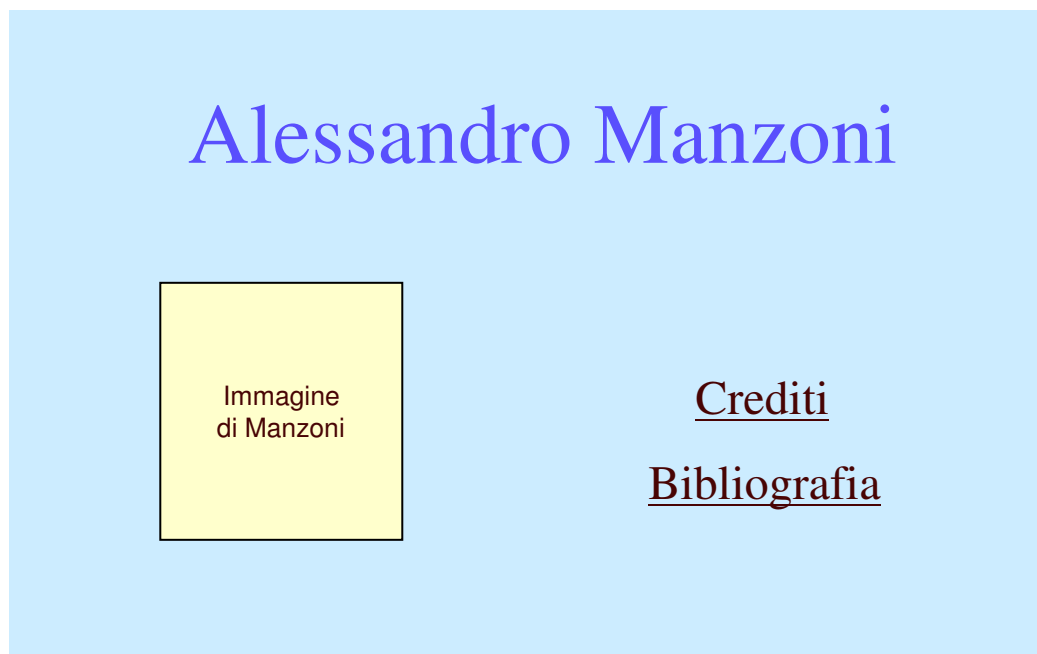 Alessandro Manzoni
Immagine
di Manzoni
Crediti
Bibliografia